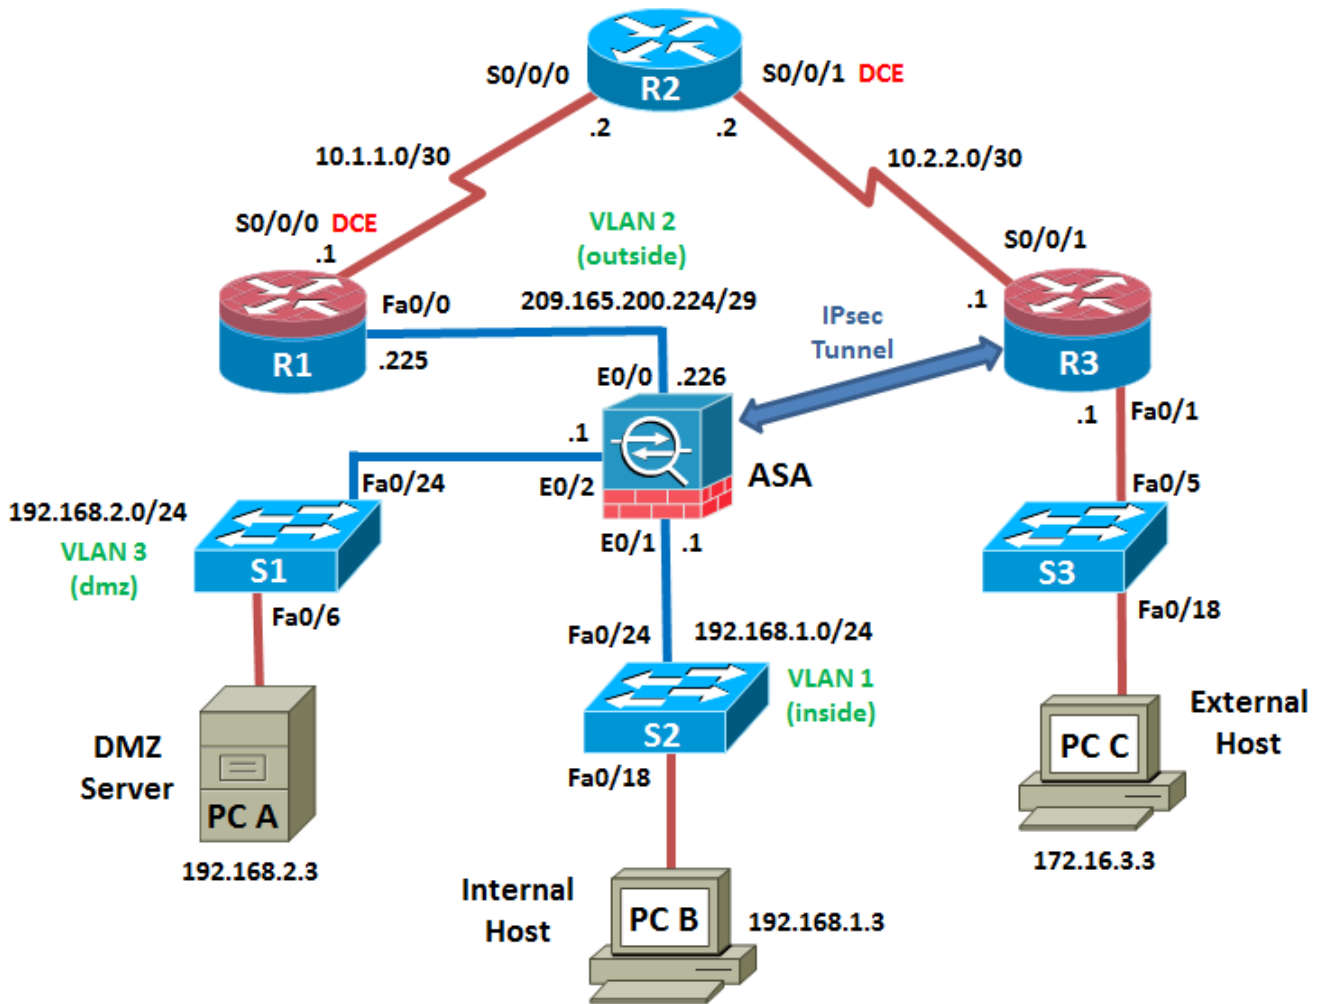 R2
S0/0/0
S0/0/1 DCE
.2
.2
10.1.1.0/30
10.2.2.0/30
S0/0/0 DCE
.1
VLAN 2
(outside)
S0/0/1
.1
Fa0/0
209.165.200.224/29
IPsec
Tunnel
R1
.225
R3
E0/0
.226
.1
Fa0/1
.1
ASA
Fa0/24
E0/2
Fa0/5
192.168.2.0/24
VLAN 3
(dmz)
S1
E0/1
.1
S3
Fa0/6
Fa0/24
192.168.1.0/24
Fa0/18
VLAN 1
(inside)
S2
External
Host
PC C
DMZ
Server
PC A
Fa0/18
192.168.2.3
172.16.3.3
Internal
Host
PC B
192.168.1.3